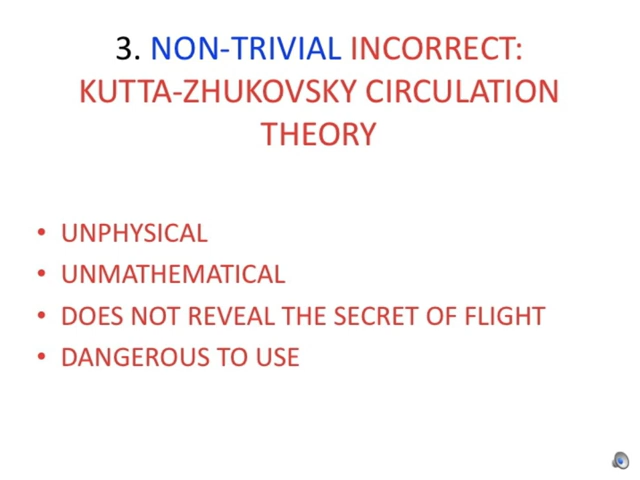 3. NON-TRIVIAL INCORRECT:
KUTTA-ZHUKOVSKY CIRCULATION
THEORY
• UNPHYSICAL
• UNMATHEMATICAL
• DOES NOT REVEAL THE SECRET OF FLIGHT
• DANGEROUS TO USE